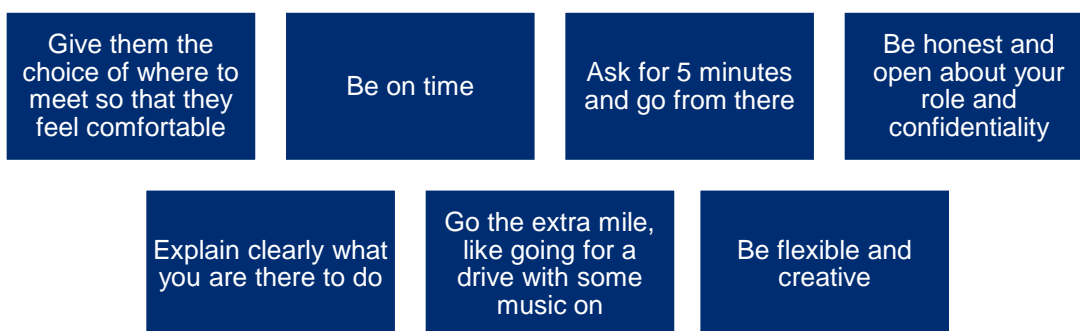 Give them the
choice of where to
meet so that they
feel comfortable
Be on time
Ask for 5 minutes
and go from there
Be honest and
open about your
role and
confidentiality
Explain clearly what
you are there to do
Go the extra mile,
like going for a
drive with some
music on
Be flexible and
creative